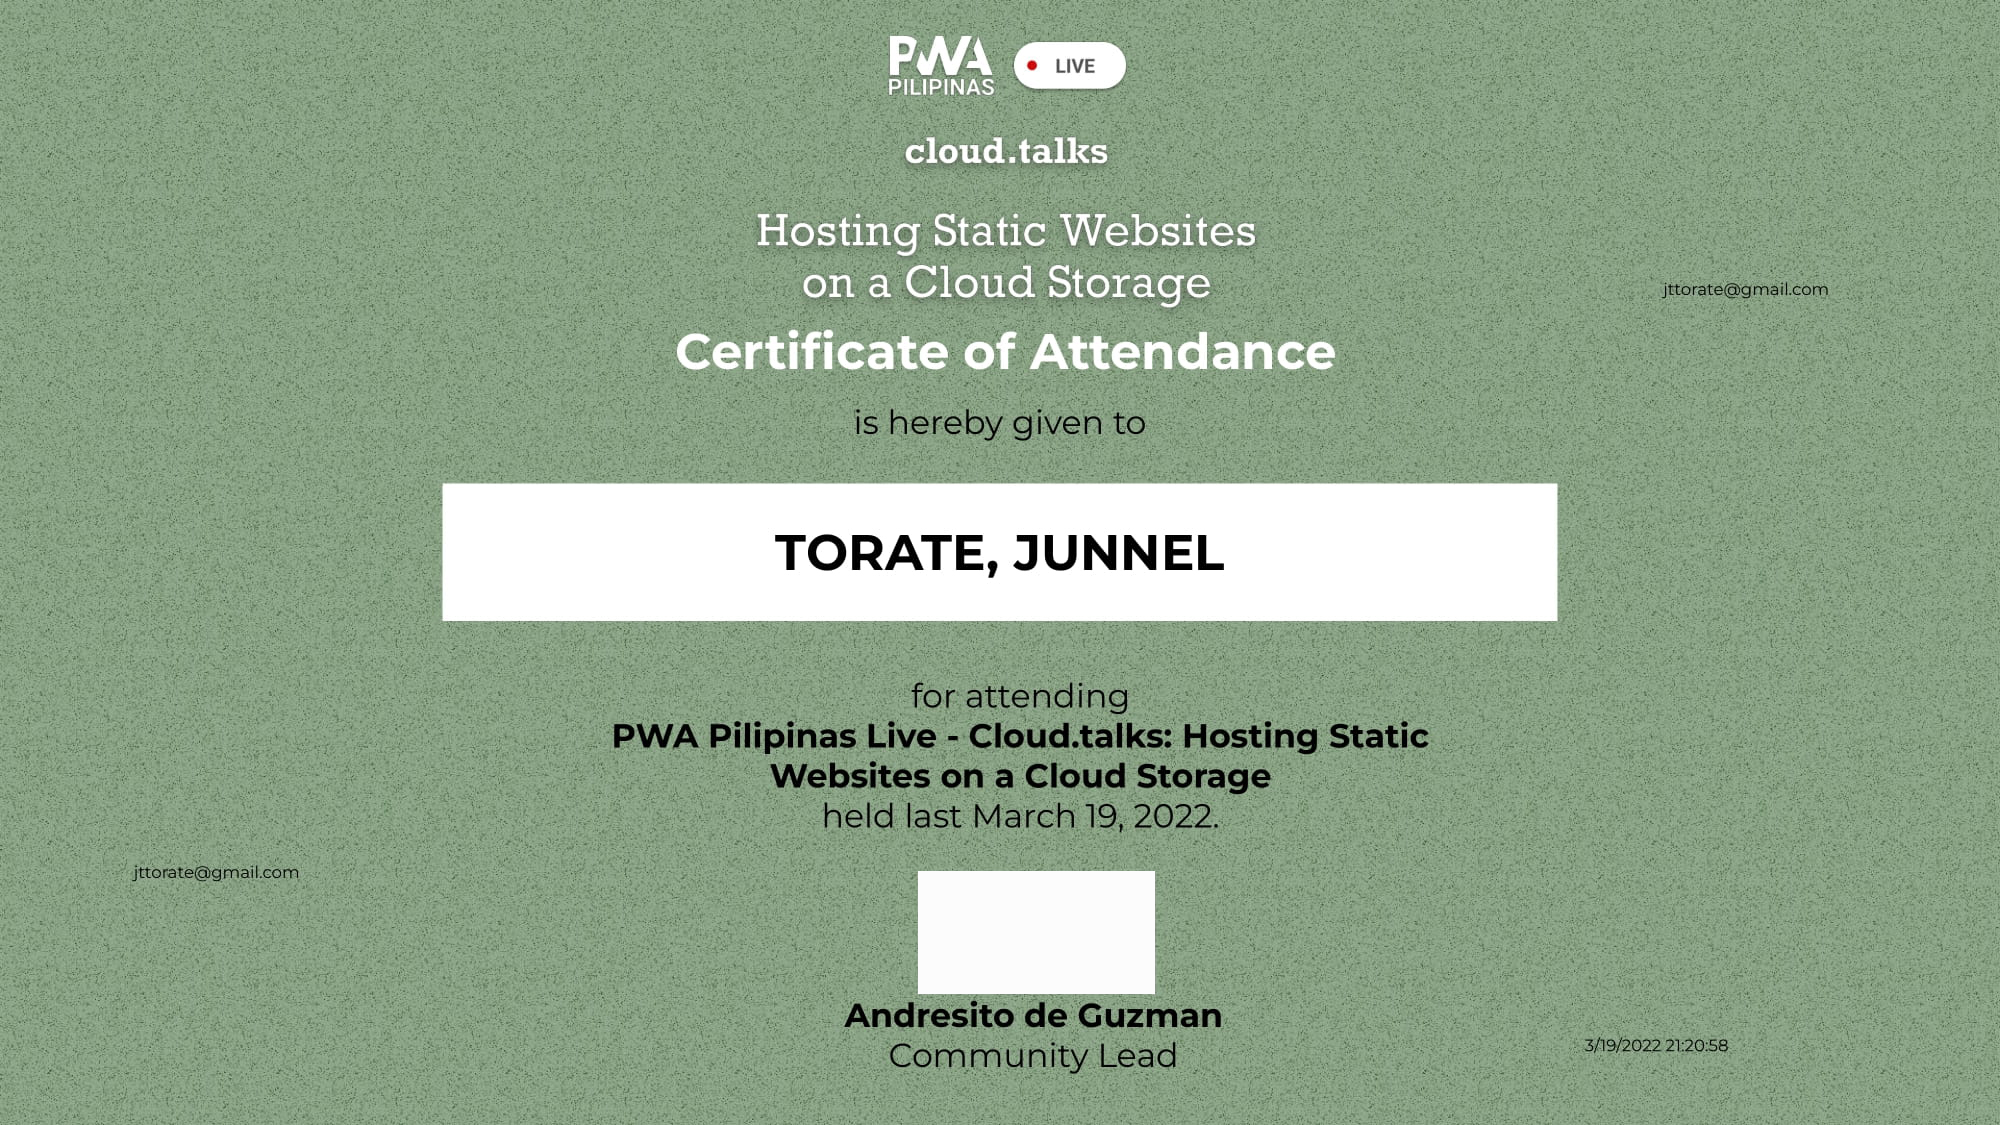 PWA
PILIPINAS
LIVE
cloud.talks
Hosting Static Websites
on a Cloud Storage
jttorate@gmail.com
Certificate of Attendance
is hereby given to
TORATE, JUNNEL
for attending
PWA Pilipinas Live - Cloud.talks: Hosting Static
Websites on a Cloud Storage
held last March 19, 2022.
jttorate@gmail.com
Andresito de Guzman
Community Lead
3/19/2022 21:20:58